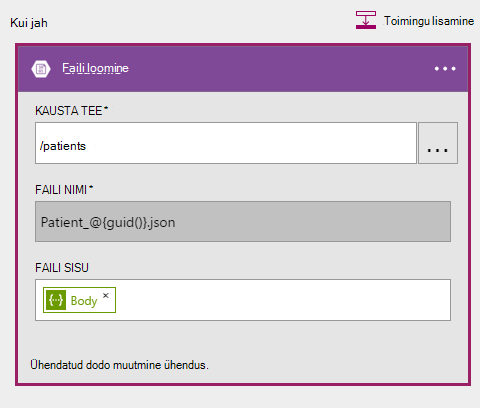 Kui jah
Toimingu lisamine
Faili loomine
...
KAUSTA TEE*
/patients
...
FAILI NIMI*
Patient_@{guid()}.json
FAILI SISU
Body ×
Ühendatud dodo muutmine ühendus.